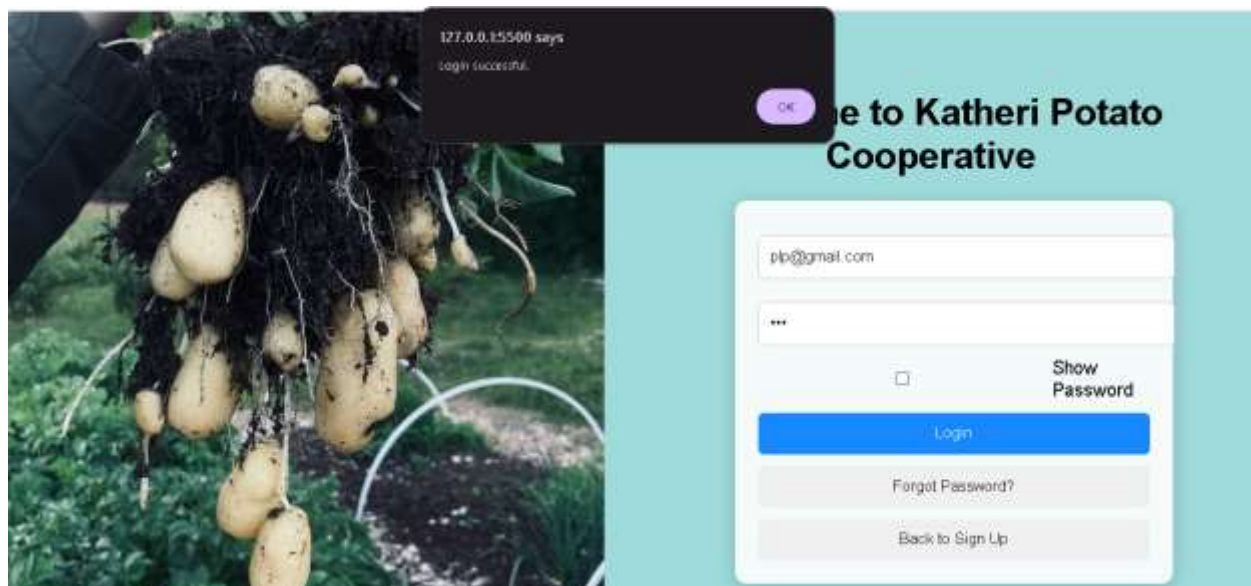 127.0.0.1:5500 says
Login successful.
OK
e to Katheri Potato
Cooperative
plp@gmail.com
•••
Show
Password
Login
Forgot Password?
Back to Sign Up